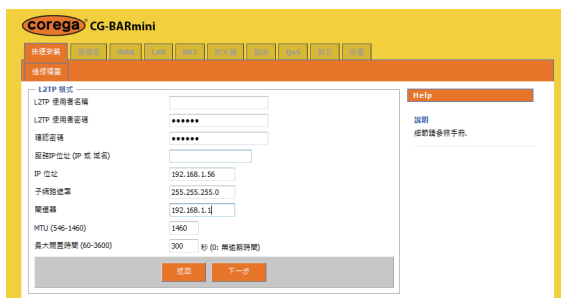 corega CG-BARmini
快速安裝 管理者 WAN LAN NAT 防火牆 路由 QoS 其它 狀態
連接精靈
L2TP 模式
Help
L2TP 使用者名稱
說明
L2TP 使用者密碼 ••••••
細節請參照手冊.
確認密碼 ••••••
服務IP位址 (IP 或 域名)
IP 位址 192.168.1.56
子網路遮罩 255.255.255.0
閘道器 192.168.1.1
MTU (546-1460) 1460
最大閒置時間 (60-3600) 300 秒 (0: 無逾期時間)
返回 下一步